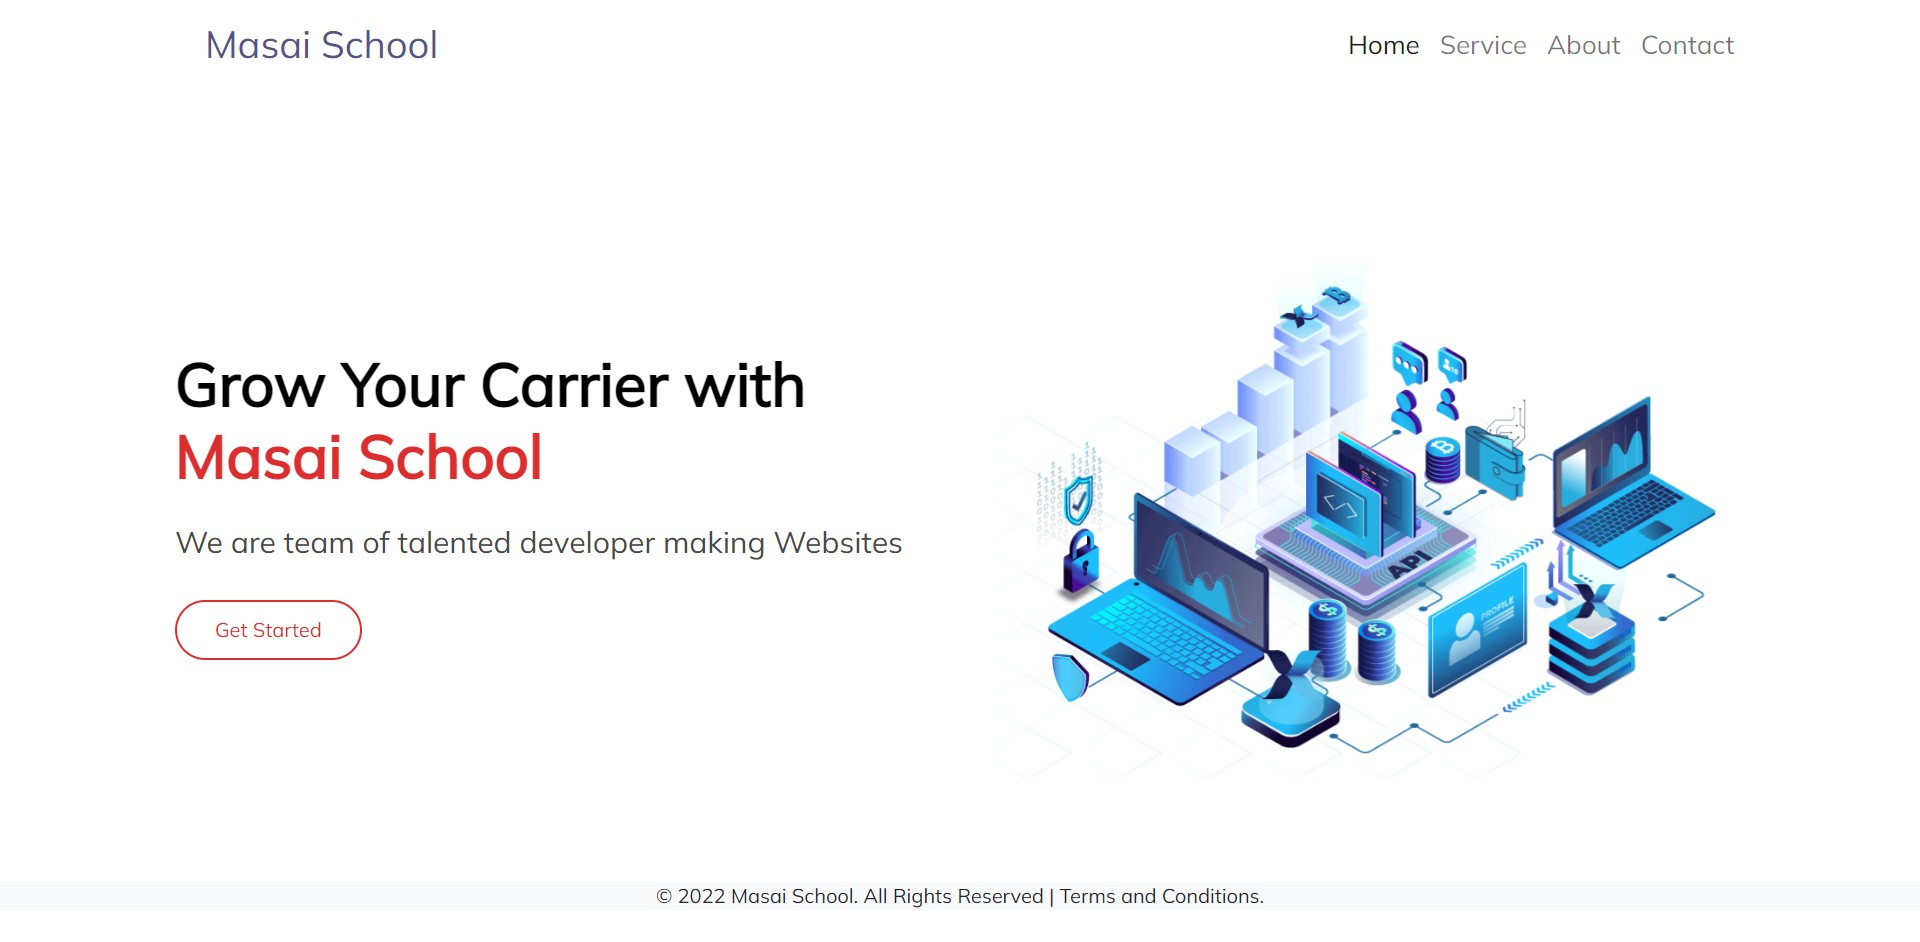 Masai School
Home Service About Contact
Grow Your Carrier with
Masai School
We are team of talented developer making Websites
Get Started
API
PROFILE
© 2022 Masai School. All Rights Reserved | Terms and Conditions.